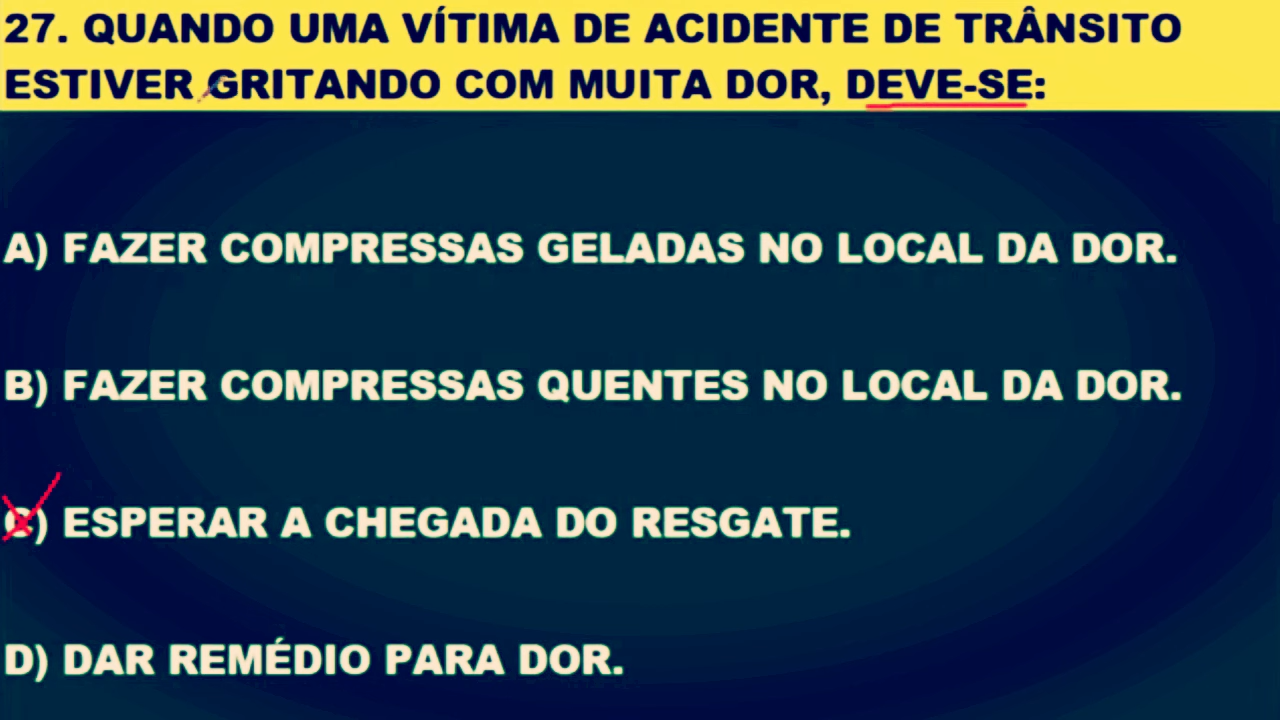 27. QUANDO UMA VÍTIMA DE ACIDENTE DE TRÂNSITO
ESTIVER GRITANDO COM MUITA DOR, DEVE-SE:
A) FAZER COMPRESSAS GELADAS NO LOCAL DA DOR.
B) FAZER COMPRESSAS QUENTES NO LOCAL DA DOR.
C) ESPERAR A CHEGADA DO RESGATE.
D) DAR REMÉDIO PARA DOR.